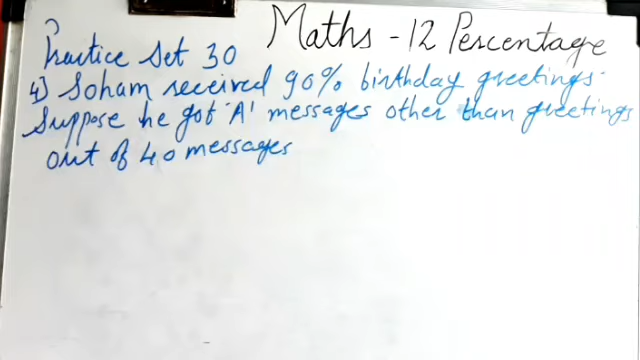 Maths - 12 Percentage
Practice Set 30
4) Soham received 90% birthday greetings.
Suppose he got 'A' messages other than greetings
out of 40 messages